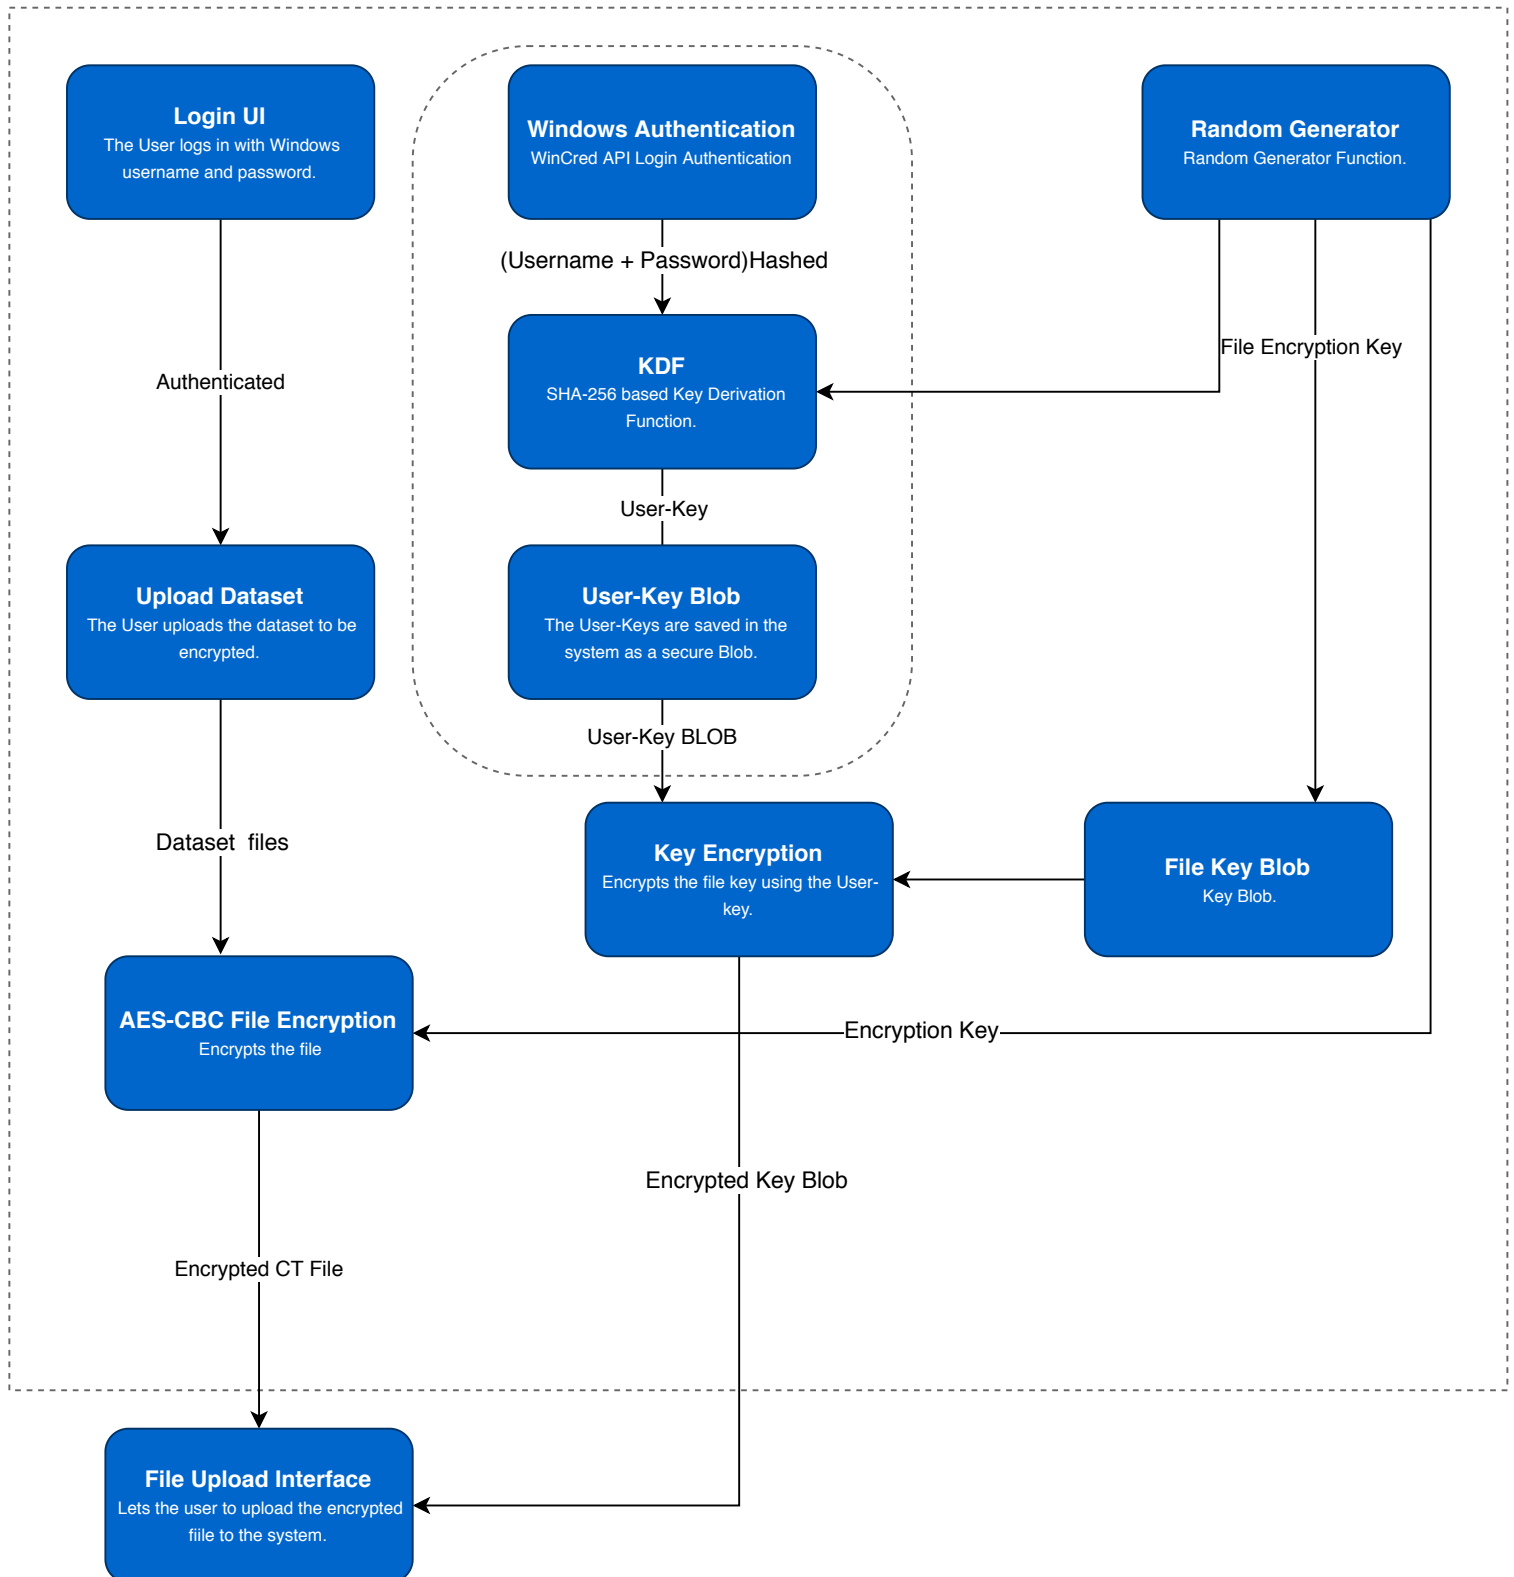 Login UI
The User logs in with Windows
username and password.
Windows Authentication
WinCred API Login Authentication
Random Generator
Random Generator Function.
(Username + Password)Hashed
KDF
SHA-256 based Key Derivation
Function.
File Encryption Key
Authenticated
User-Key
Upload Dataset
The User uploads the dataset to be
encrypted.
User-Key Blob
The User-Keys are saved in the
system as a secure Blob.
User-Key BLOB
Dataset  files
Key Encryption
Encrypts the file key using the User-
key.
File Key Blob
Key Blob.
AES-CBC File Encryption
Encrypts the file
Encryption Key
Encrypted Key Blob
Encrypted CT File
File Upload Interface
Lets the user to upload the encrypted
fiile to the system.